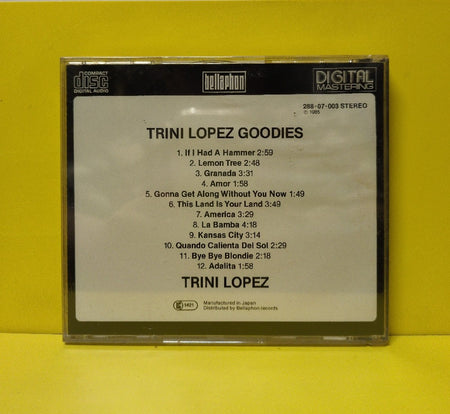 COMPACT
disc
DIGITAL AUDIO
bellaphon
DIGITAL
MASTERING
288-07-003 STEREO
℗ 1985
TRINI LOPEZ GOODIES
1. If I Had A Hammer 2:59
2. Lemon Tree 2:48
3. Granada 3:31
4. Amor 1:58
5. Gonna Get Along Without You Now 1:49
6. This Land Is Your Land 3:49
7. America 3:29
8. La Bamba 4:18
9. Kansas City 3:14
10. Quando Calienta Del Sol 2:29
11. Bye Bye Blondie 2:18
12. Adalita 1:58
TRINI LOPEZ
Manufactured in Japan
Distributed by Bellaphon records